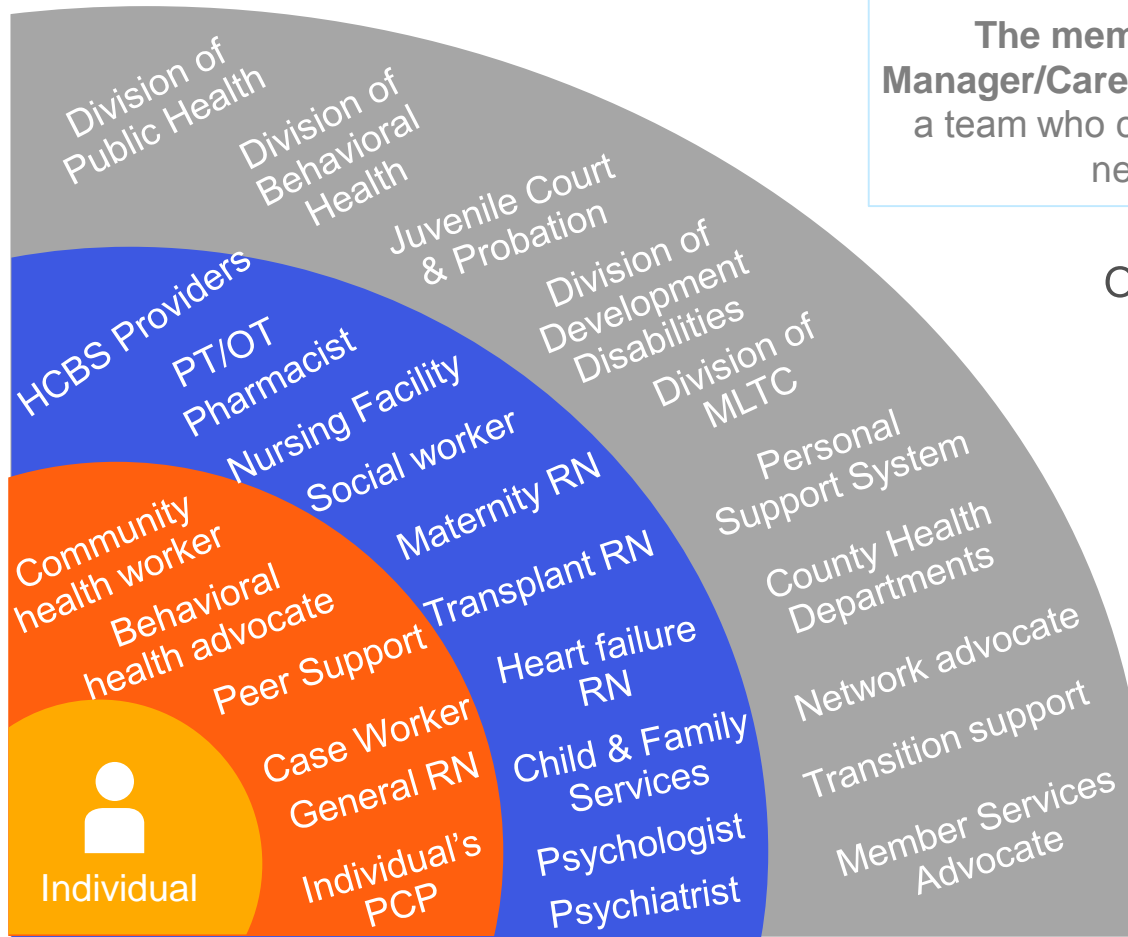 The mem
Manager/Care
a team who c
ne
C
Division of
Public Health
Division of
Behavioral
Health
Juvenile Court
& Probation
Division of
Development
Disabilities
Division of
MLTC
Personal
Support System
County Health
Departments
Network advocate
Transition support
Member Services
Advocate
HCBS Providers
PT/OT
Pharmacist
Nursing Facility
Social worker
Maternity RN
Transplant RN
Heart failure
RN
Child & Family
Services
Psychologist
Psychiatrist
Community
health worker
Behavioral
health advocate
Peer Support
Case Worker
General RN
Individual's
PCP
Individual